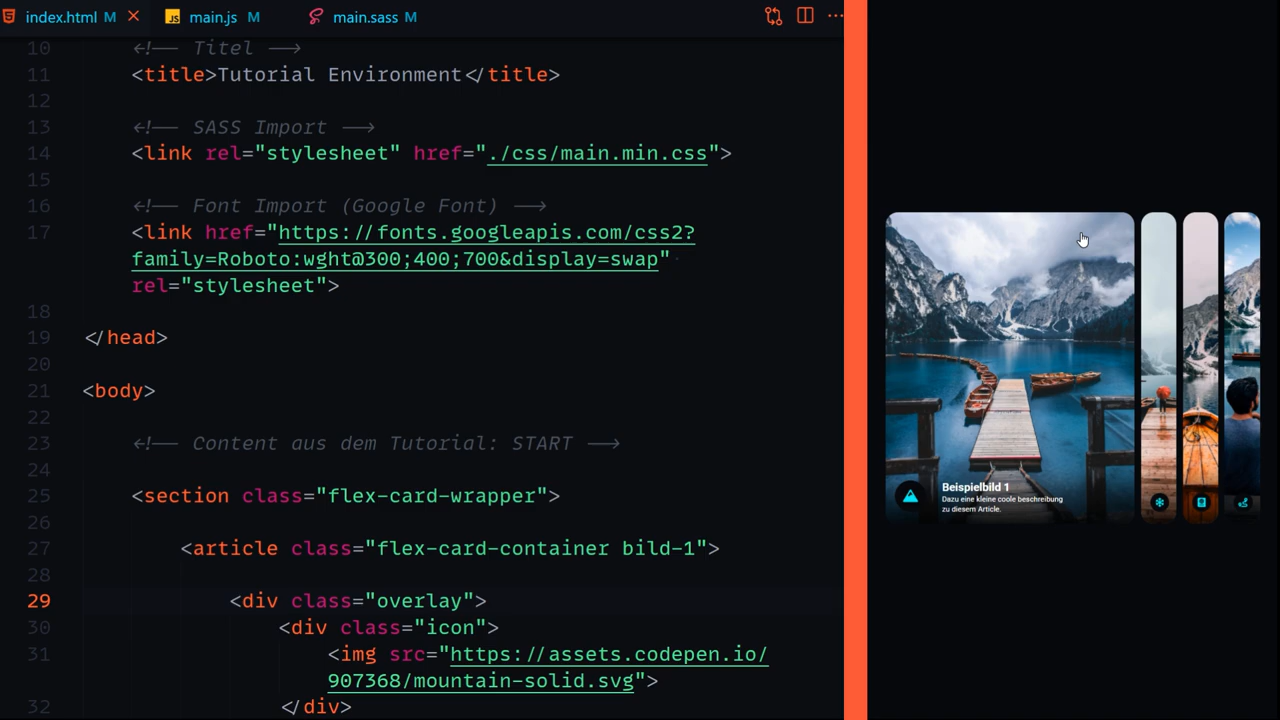 index.html M
JS main.js M
main.sass M
10 <!-- Titel -->
11 <title>Tutorial Environment</title>
12
13 <!-- SASS Import -->
14 <link rel="stylesheet" href="./css/main.min.css">
15
16 <!-- Font Import (Google Font) -->
17 <link href="https://fonts.googleapis.com/css2?
family=Roboto:wght@300;400;700&display=swap"
rel="stylesheet">
18
19 </head>
20
21 <body>
22
23 <!-- Content aus dem Tutorial: START -->
24
25 <section class="flex-card-wrapper">
26
27 <article class="flex-card-container bild-1">
28
29 <div class="overlay">
30 <div class="icon">
31 <img src="https://assets.codepen.io/
907368/mountain-solid.svg">
32 </div>
Beispielbild 1
Dazu eine kleine coole beschreibung
zu diesem Article.